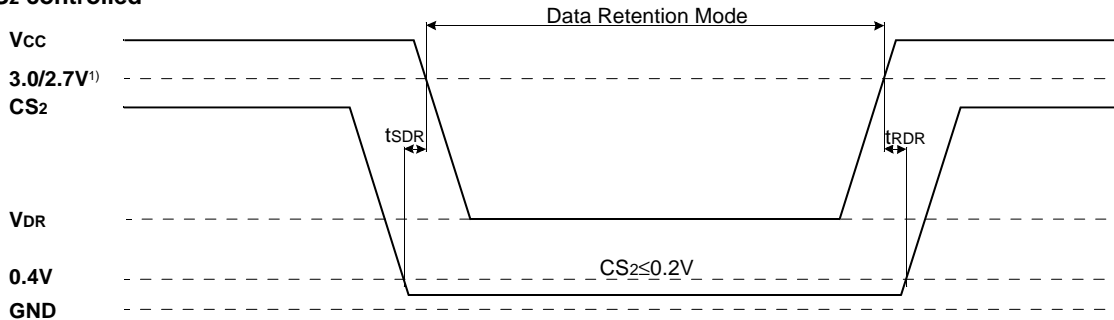 controlled
Data Retention Mode
VCC
3.0/2.7V1)
CS2
tSDR
tRDR
VDR
0.4V
CS2≤0.2V
GND